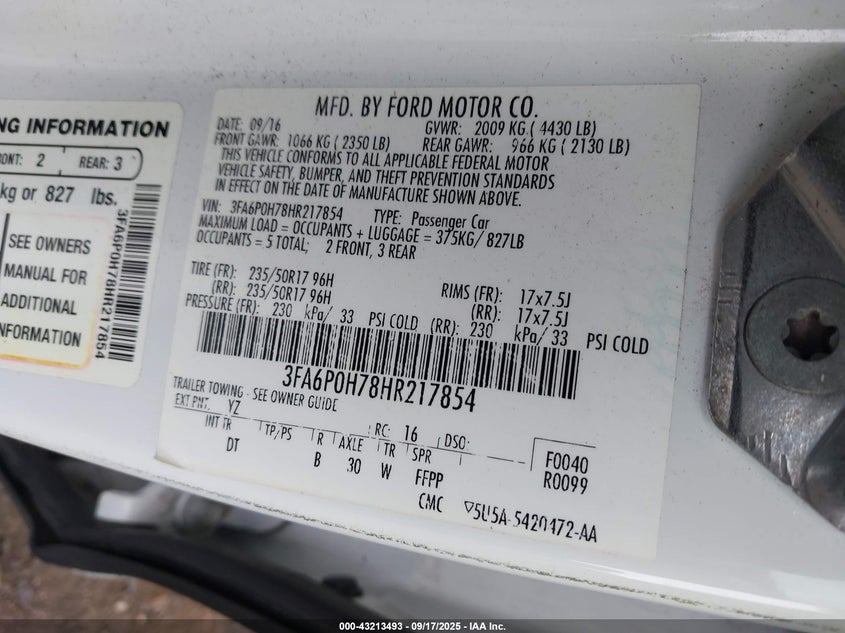 NG INFORMATION
ONT: 2 REAR: 3
kg or 827 lbs.
SEE OWNERS
MANUAL FOR
ADDITIONAL
INFORMATION
3FA6P0H78HR217854
MFD. BY FORD MOTOR CO.
DATE: 09/16 GVWR: 2009 KG ( 4430 LB)
FRONT GAWR: 1066 KG ( 2350 LB) REAR GAWR: 966 KG ( 2130 LB)
THIS VEHICLE CONFORMS TO ALL APPLICABLE FEDERAL MOTOR
VEHICLE SAFETY, BUMPER, AND THEFT PREVENTION STANDARDS
IN EFFECT ON THE DATE OF MANUFACTURE SHOWN ABOVE.
VIN: 3FA6P0H78HR217854 TYPE: Passenger Car
MAXIMUM LOAD = OCCUPANTS + LUGGAGE = 375KG/ 827LB
OCCUPANTS = 5 TOTAL; 2 FRONT, 3 REAR
TIRE (FR): 235/50R17 96H RIMS (FR): 17x7.5J
(RR): 235/50R17 96H (RR): 17x7.5J
PRESSURE (FR): 230 kPa/ 33 PSI COLD (RR): 230 kPa/ 33 PSI COLD
3FA6P0H78HR217854
TRAILER TOWING - SEE OWNER GUIDE
EXT PNT: YZ RC: 16 DSO:
INT TR TP/PS R AXLE TR SPR F0040
DT B 30 W FFPP R0099
CMC 5U5A-5420472-AA
000-43213493 - 09/17/2025 - IAA Inc.